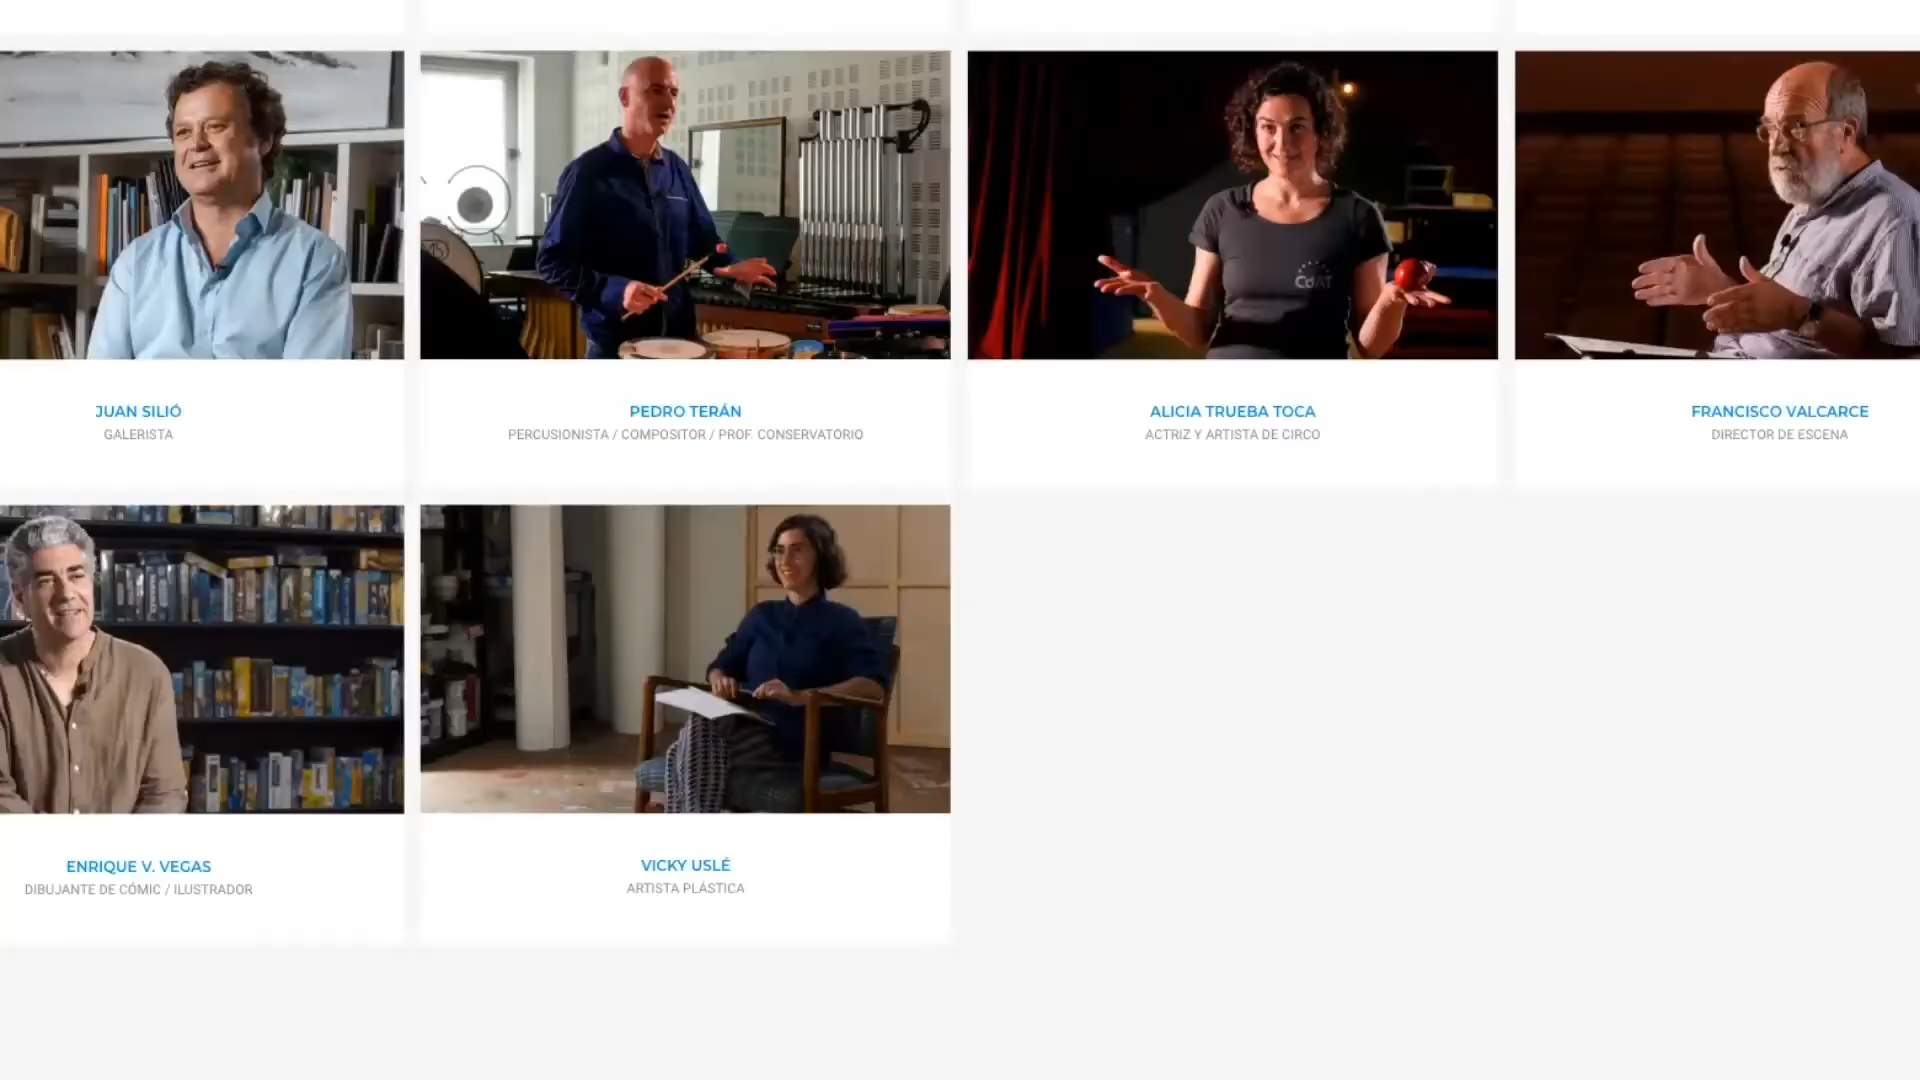 JUAN SILIÓ
GALERISTA
PEDRO TERÁN
PERCUSIONISTA / COMPOSITOR / PROF. CONSERVATORIO
CdAT
ALICIA TRUEBA TOCA
ACTRIZ Y ARTISTA DE CIRCO
FRANCISCO VALCARCE
DIRECTOR DE ESCENA
ENRIQUE V. VEGAS
DIBUJANTE DE CÓMIC / ILUSTRADOR
VICKY USLÉ
ARTISTA PLÁSTICA